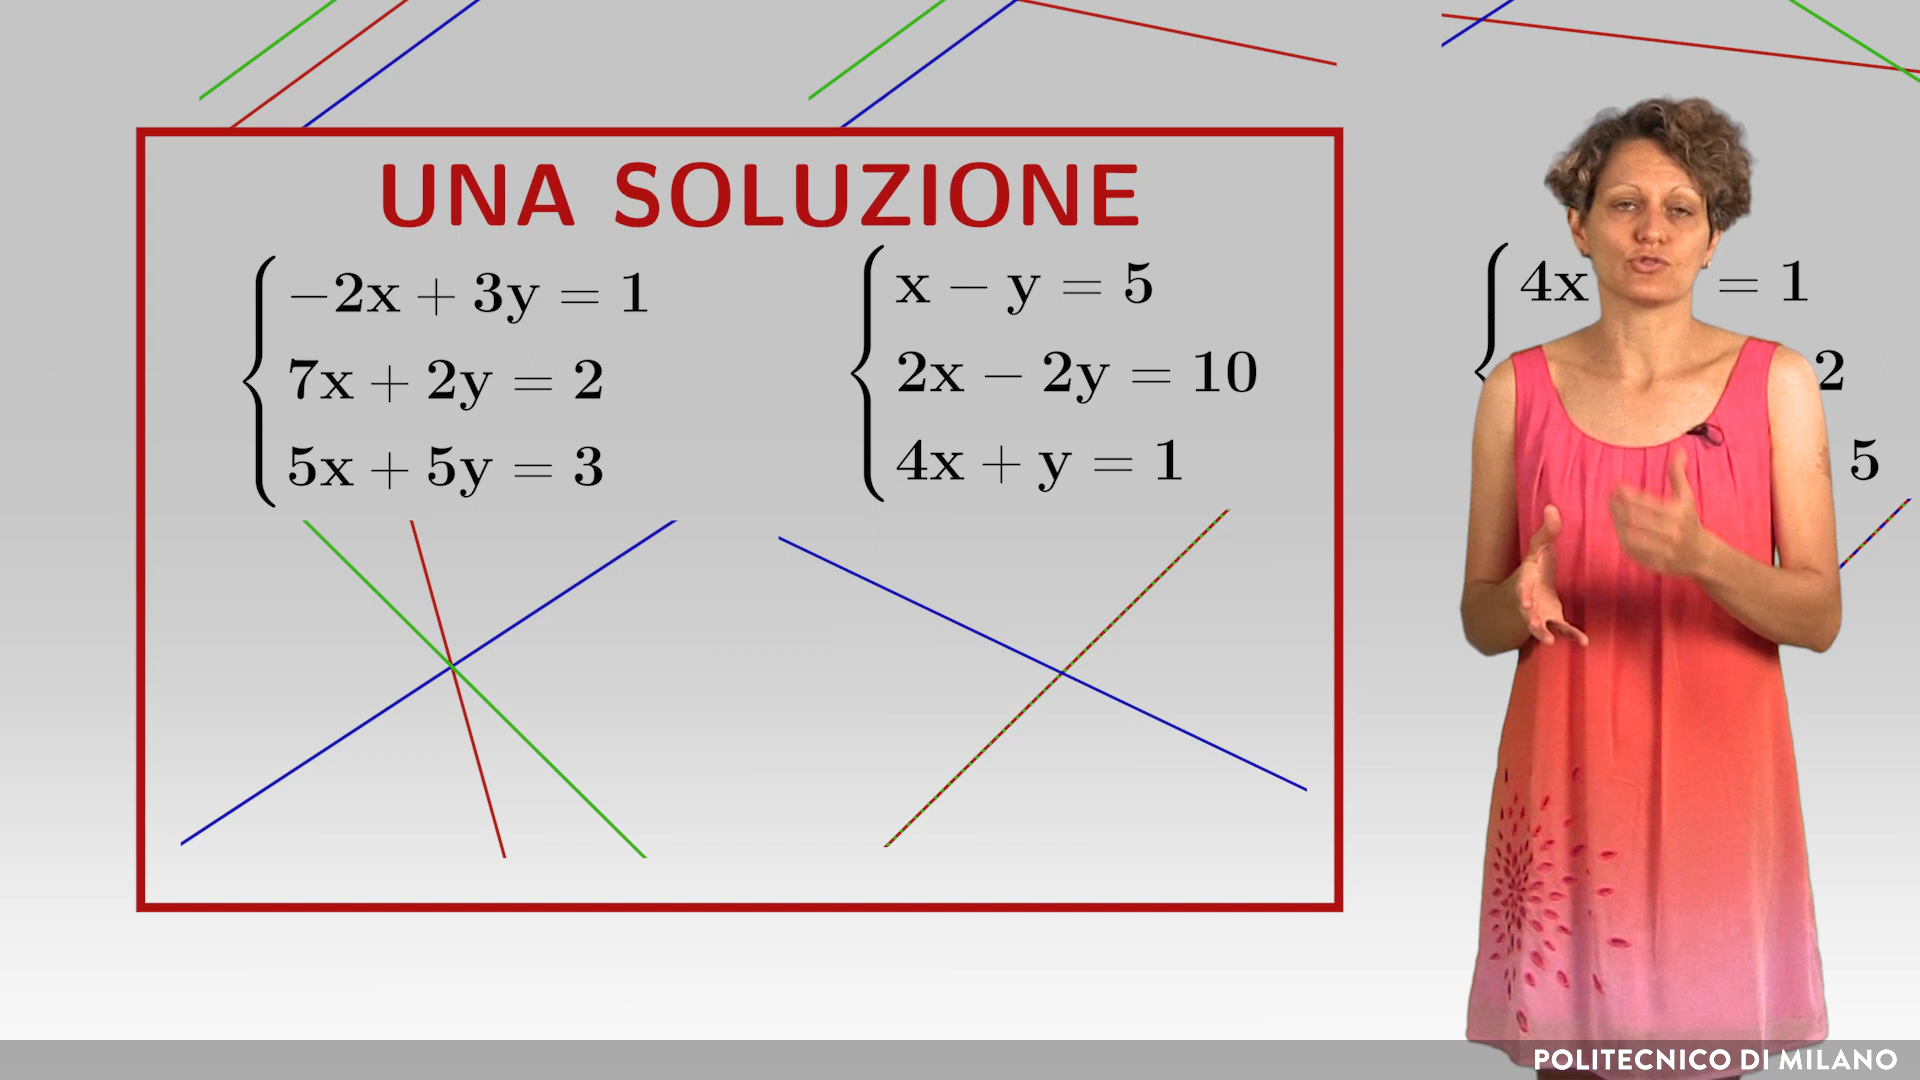 UNA SOLUZIONE
−2x + 3y = 1
7x + 2y = 2
5x + 5y = 3
x − y = 5
2x − 2y = 10
4x + y = 1
4x = 1
2
5
POLITECNICO DI MILANO